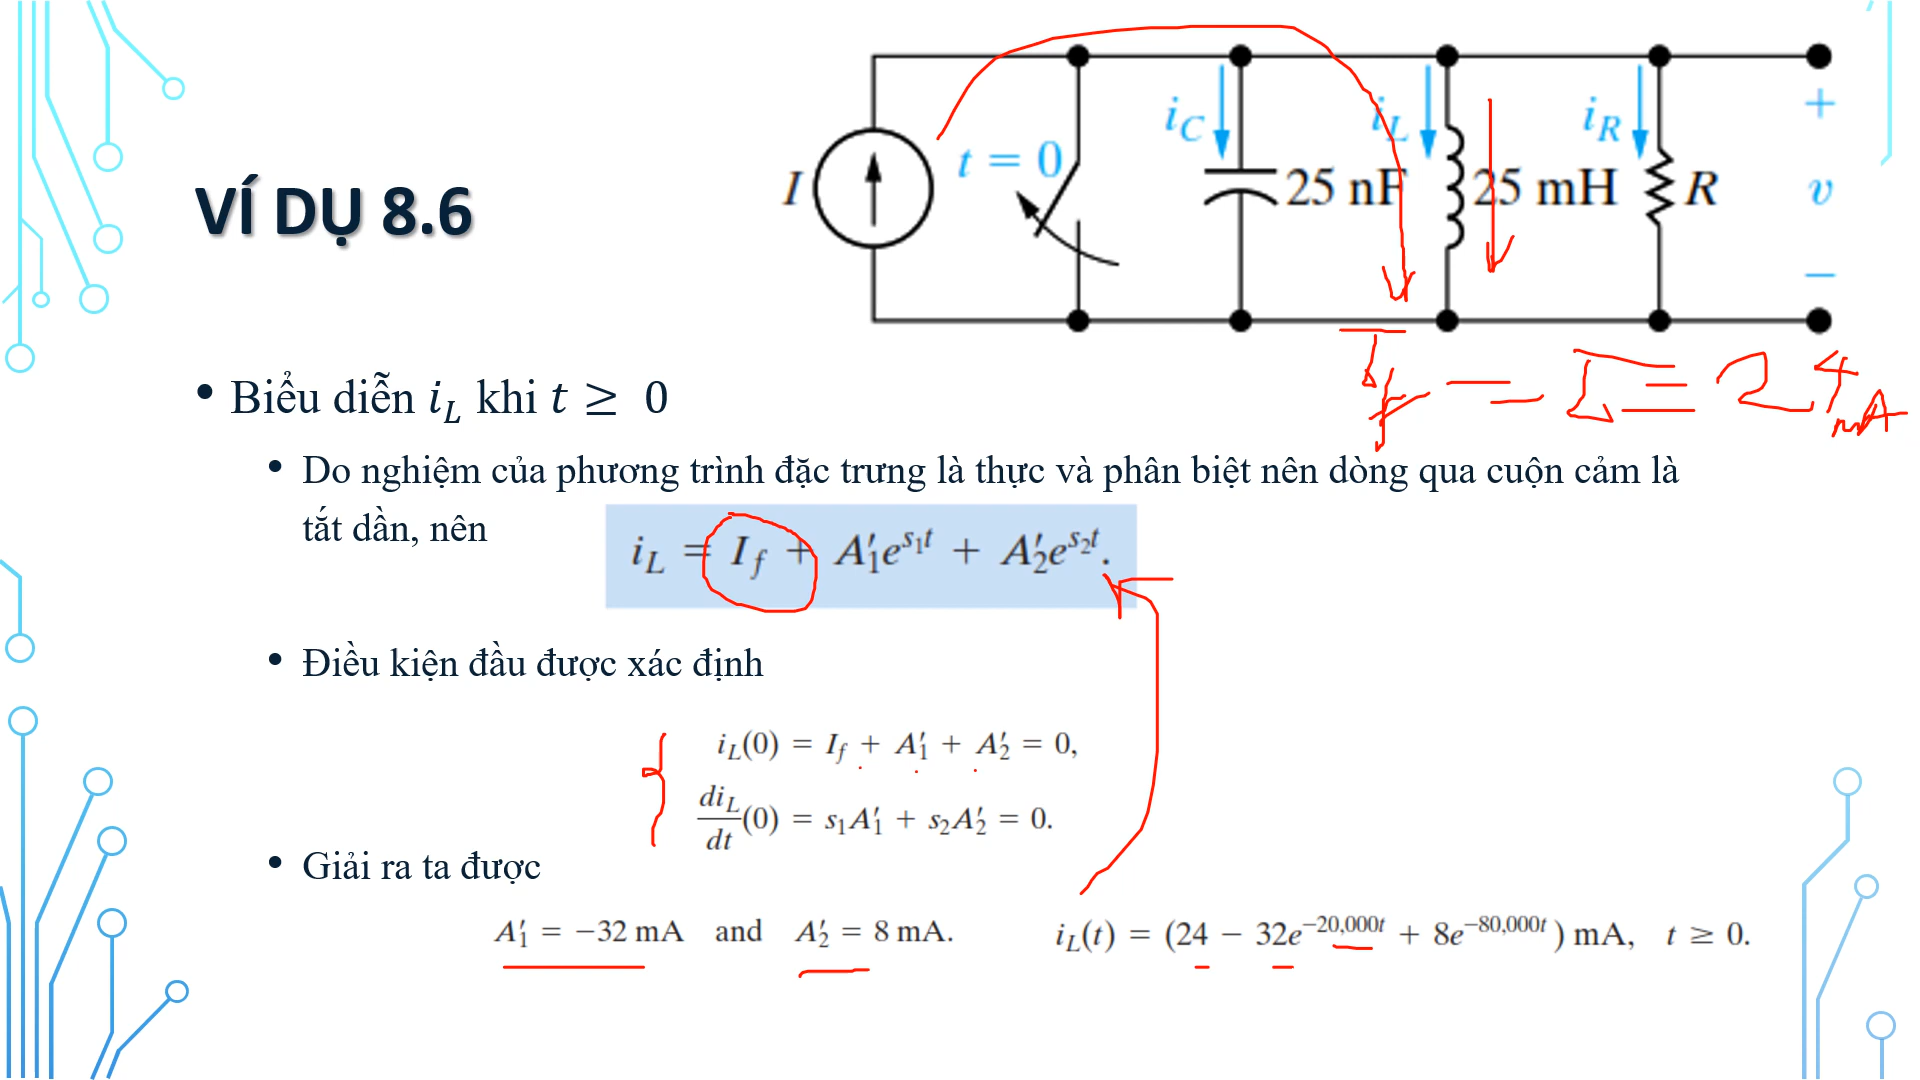 VÍ DỤ 8.6
I
t = 0
iC
25 nF
iL
25 mH
iR
R
+
v
−
If = I = 24 mA
• Biểu diễn iL khi t ≥ 0
• Do nghiệm của phương trình đặc trưng là thực và phân biệt nên dòng qua cuộn cảm là
tắt dần, nên
iL = If + A′1e^s1t + A′2e^s2t.
• Điều kiện đầu được xác định
iL(0) = If + A′1 + A′2 = 0,
diL/dt (0) = s1A′1 + s2A′2 = 0.
• Giải ra ta được
A′1 = −32 mA and A′2 = 8 mA.
iL(t) = (24 − 32e^−20,000t + 8e^−80,000t) mA, t ≥ 0.